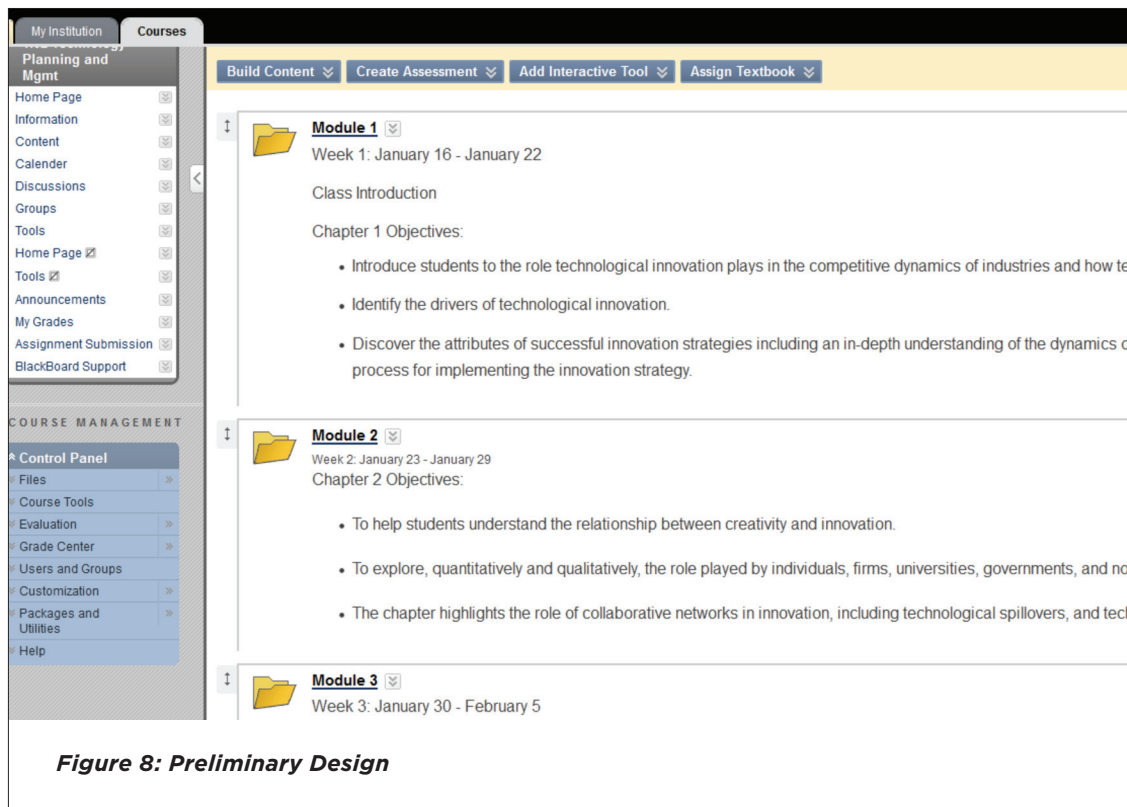 My Institution
Courses
Planning and
Mgmt
Home Page
Information
Content
Calender
Discussions
Groups
Tools
Home Page
Tools
Announcements
My Grades
Assignment Submission
BlackBoard Support
COURSE MANAGEMENT
Control Panel
Files
Course Tools
Evaluation
Grade Center
Users and Groups
Customization
Packages and
Utilities
Help
Build Content
Create Assessment
Add Interactive Tool
Assign Textbook
Module 1
Week 1: January 16 - January 22
Class Introduction
Chapter 1 Objectives:
• Introduce students to the role technological innovation plays in the competitive dynamics of industries and how te
• Identify the drivers of technological innovation.
• Discover the attributes of successful innovation strategies including an in-depth understanding of the dynamics o
process for implementing the innovation strategy.
Module 2
Week 2: January 23 - January 29
Chapter 2 Objectives:
• To help students understand the relationship between creativity and innovation.
• To explore, quantitatively and qualitatively, the role played by individuals, firms, universities, governments, and no
• The chapter highlights the role of collaborative networks in innovation, including technological spillovers, and tech
Module 3
Week 3: January 30 - February 5
Figure 8: Preliminary Design